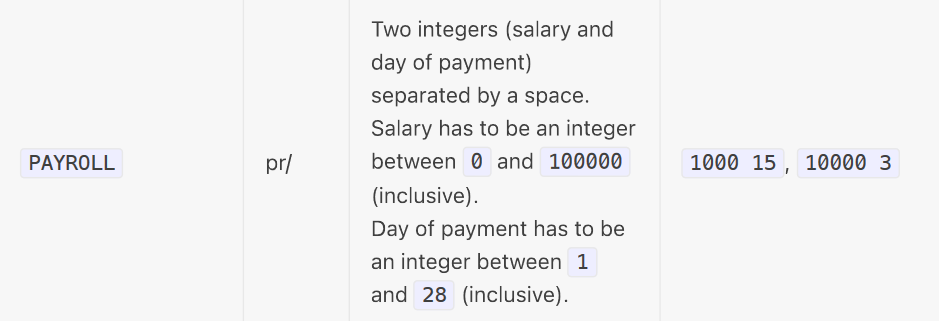 PAYROLL
pr/
Two integers (salary and
day of payment)
separated by a space.
Salary has to be an integer
between 0 and 100000
(inclusive).
Day of payment has to be
an integer between 1
and 28 (inclusive).
1000 15, 10000 3